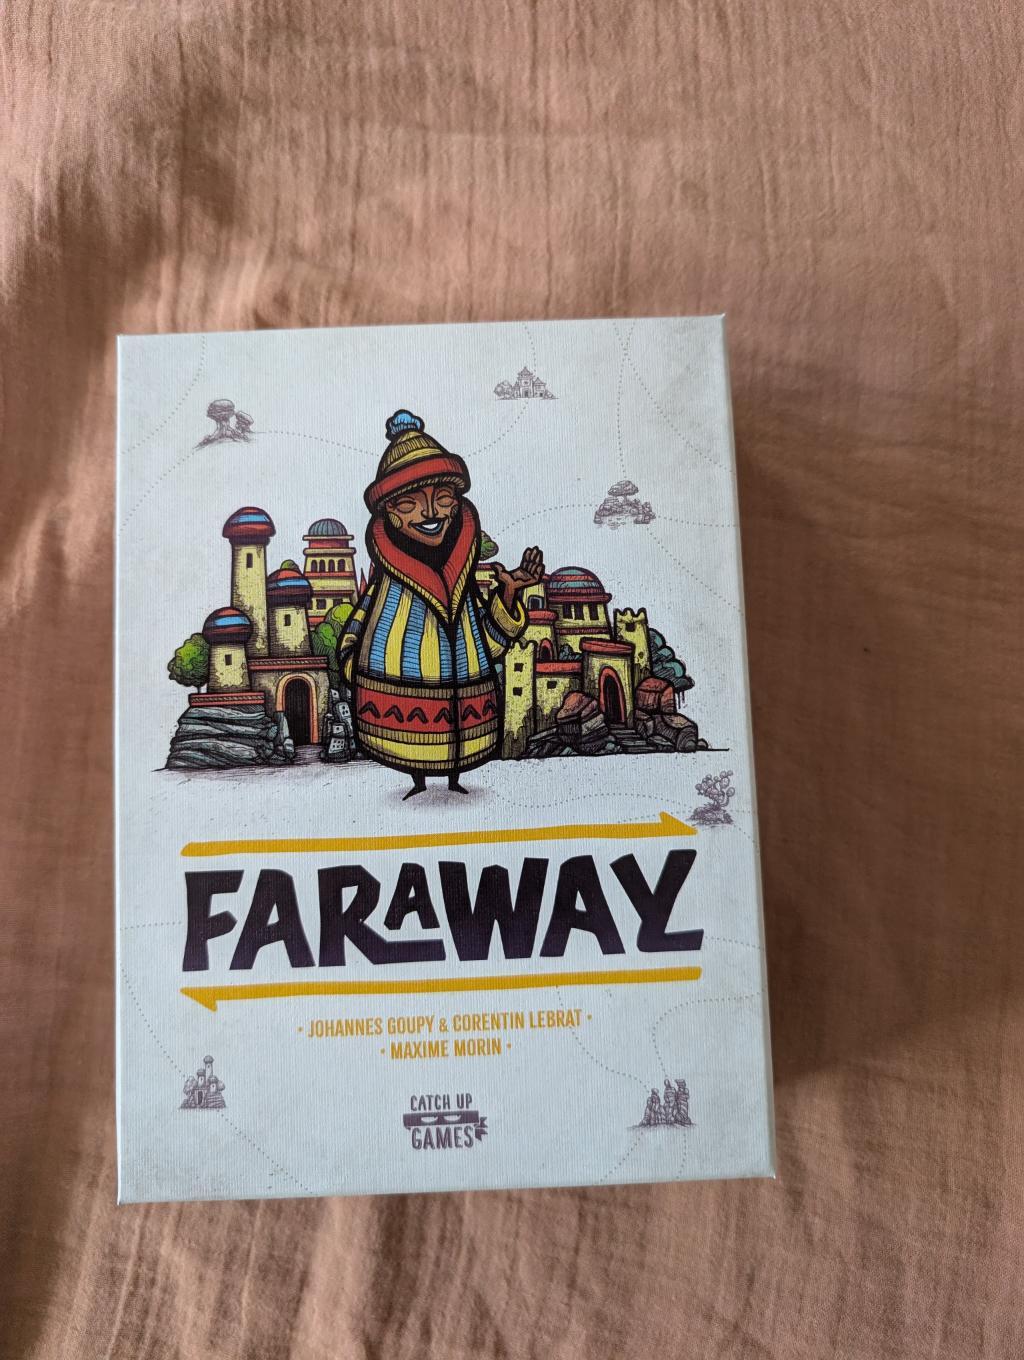 FARAWAY
· JOHANNES GOUPY & CORENTIN LEBRAT ·
· MAXIME MORIN ·
CATCH UP
GAMES